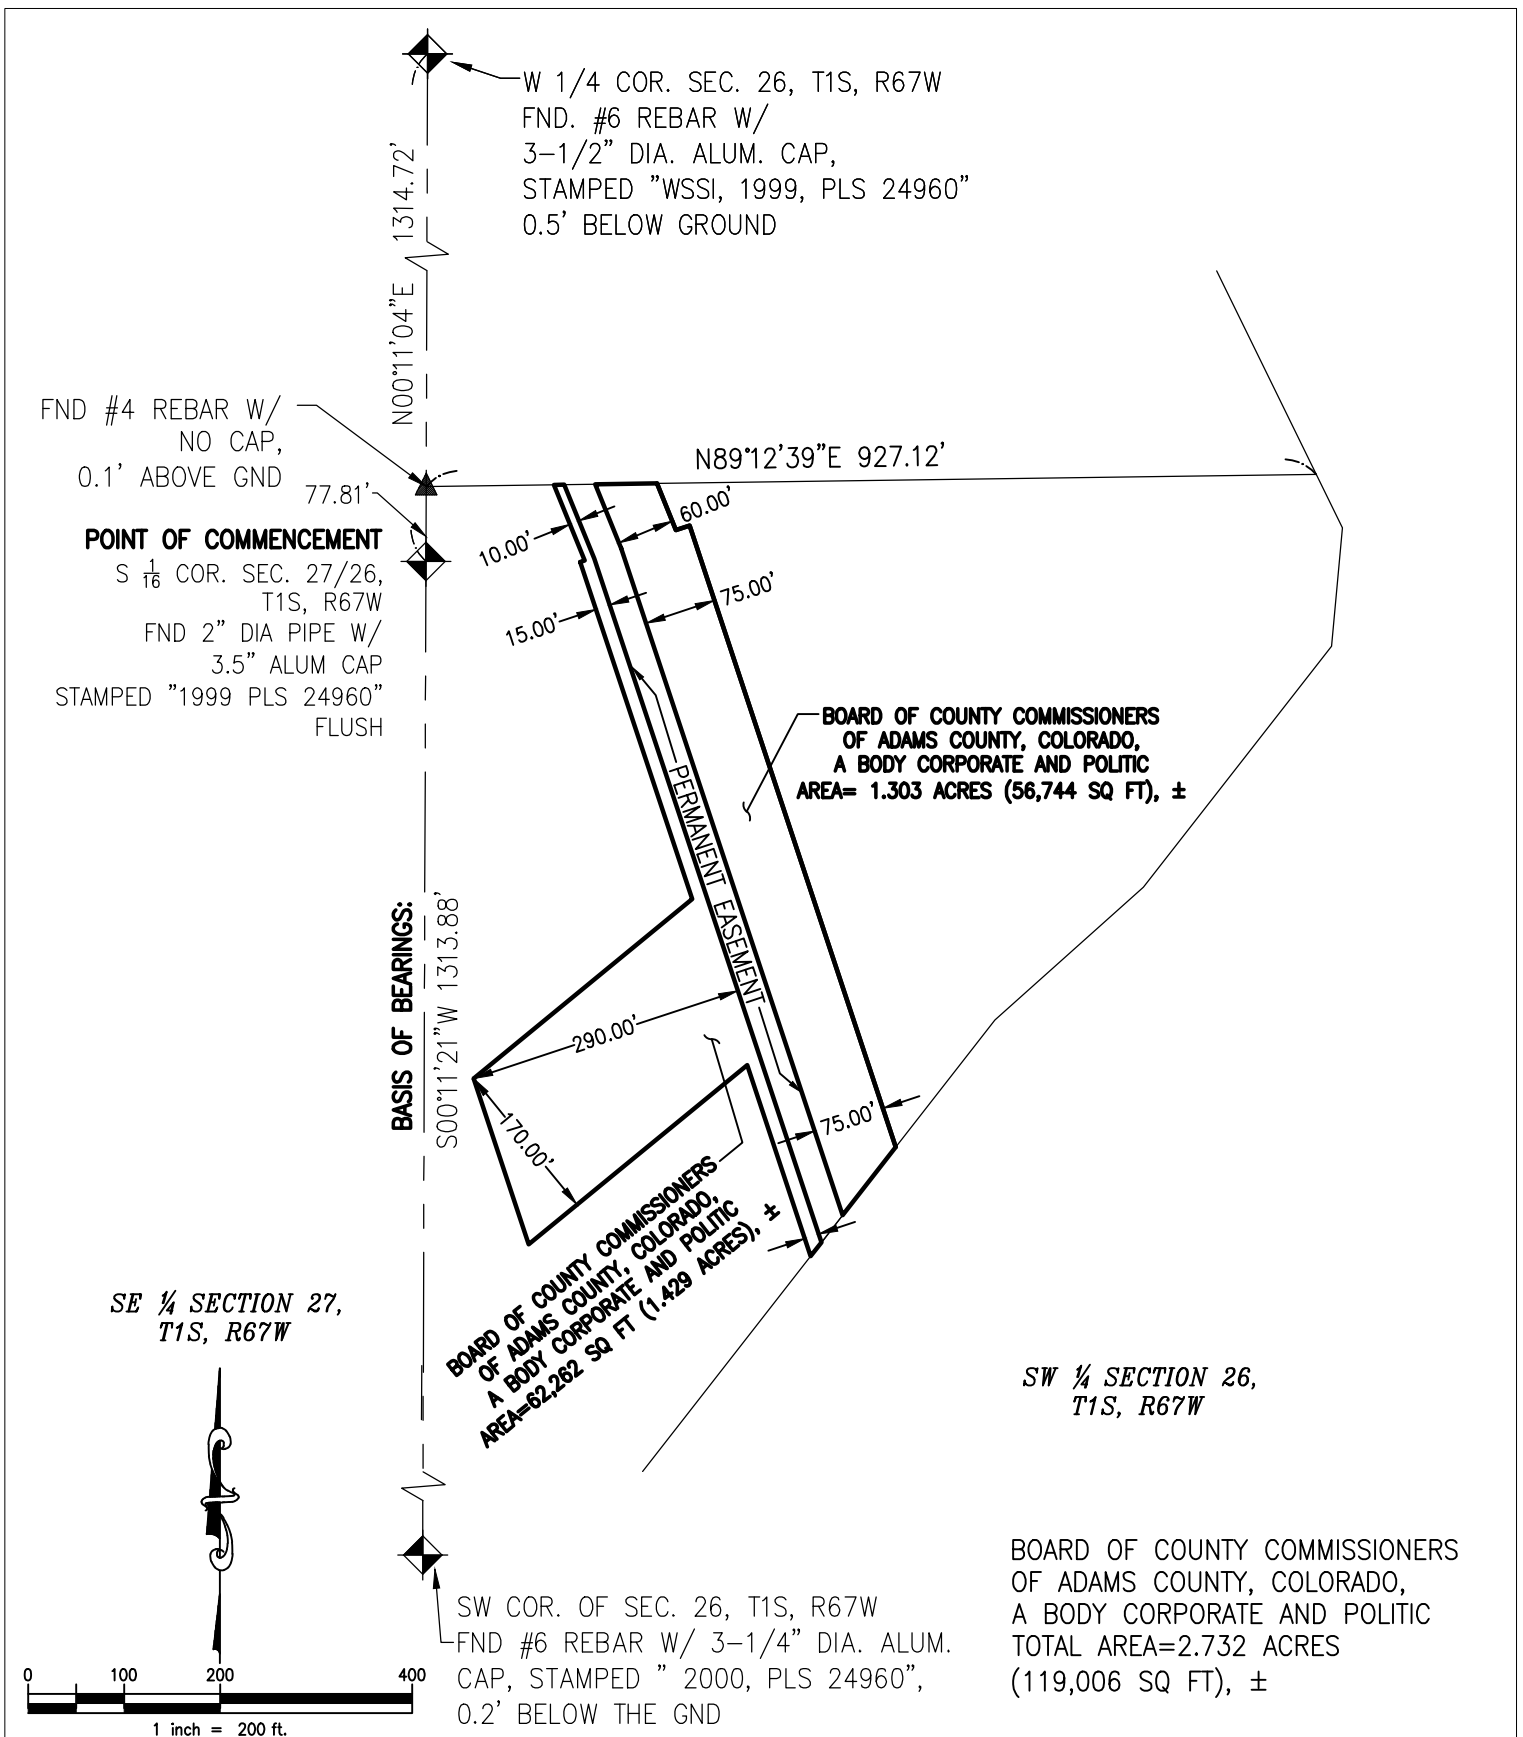 W 1/4 COR. SEC. 26, T1S, R67W
FND. #6 REBAR W/
3-1/2" DIA. ALUM. CAP,
STAMPED "WSSI, 1999, PLS 24960"
0.5' BELOW GROUND
N00°11'04"E 1314.72'
FND #4 REBAR W/
NO CAP,
0.1' ABOVE GND
77.81'
N89°12'39"E 927.12'
POINT OF COMMENCEMENT
S 1/16 COR. SEC. 27/26,
T1S, R67W
FND 2" DIA PIPE W/
3.5" ALUM CAP
STAMPED "1999 PLS 24960"
FLUSH
10.00'
60.00'
15.00'
75.00'
BOARD OF COUNTY COMMISSIONERS
OF ADAMS COUNTY, COLORADO,
A BODY CORPORATE AND POLITIC
AREA= 1.303 ACRES (56,744 SQ FT), ±
PERMANENT EASEMENT
BASIS OF BEARINGS:
S00°11'21"W 1313.88'
290.00'
170.00'
75.00'
BOARD OF COUNTY COMMISSIONERS
OF ADAMS COUNTY, COLORADO,
A BODY CORPORATE AND POLITIC
AREA=62,262 SQ FT (1.429 ACRES), ±
SE ¼ SECTION 27,
T1S, R67W
SW ¼ SECTION 26,
T1S, R67W
SW COR. OF SEC. 26, T1S, R67W
FND #6 REBAR W/ 3-1/4" DIA. ALUM.
CAP, STAMPED " 2000, PLS 24960",
0.2' BELOW THE GND
BOARD OF COUNTY COMMISSIONERS
OF ADAMS COUNTY, COLORADO,
A BODY CORPORATE AND POLITIC
TOTAL AREA=2.732 ACRES
(119,006 SQ FT), ±
0 100 200 400
1 inch = 200 ft.